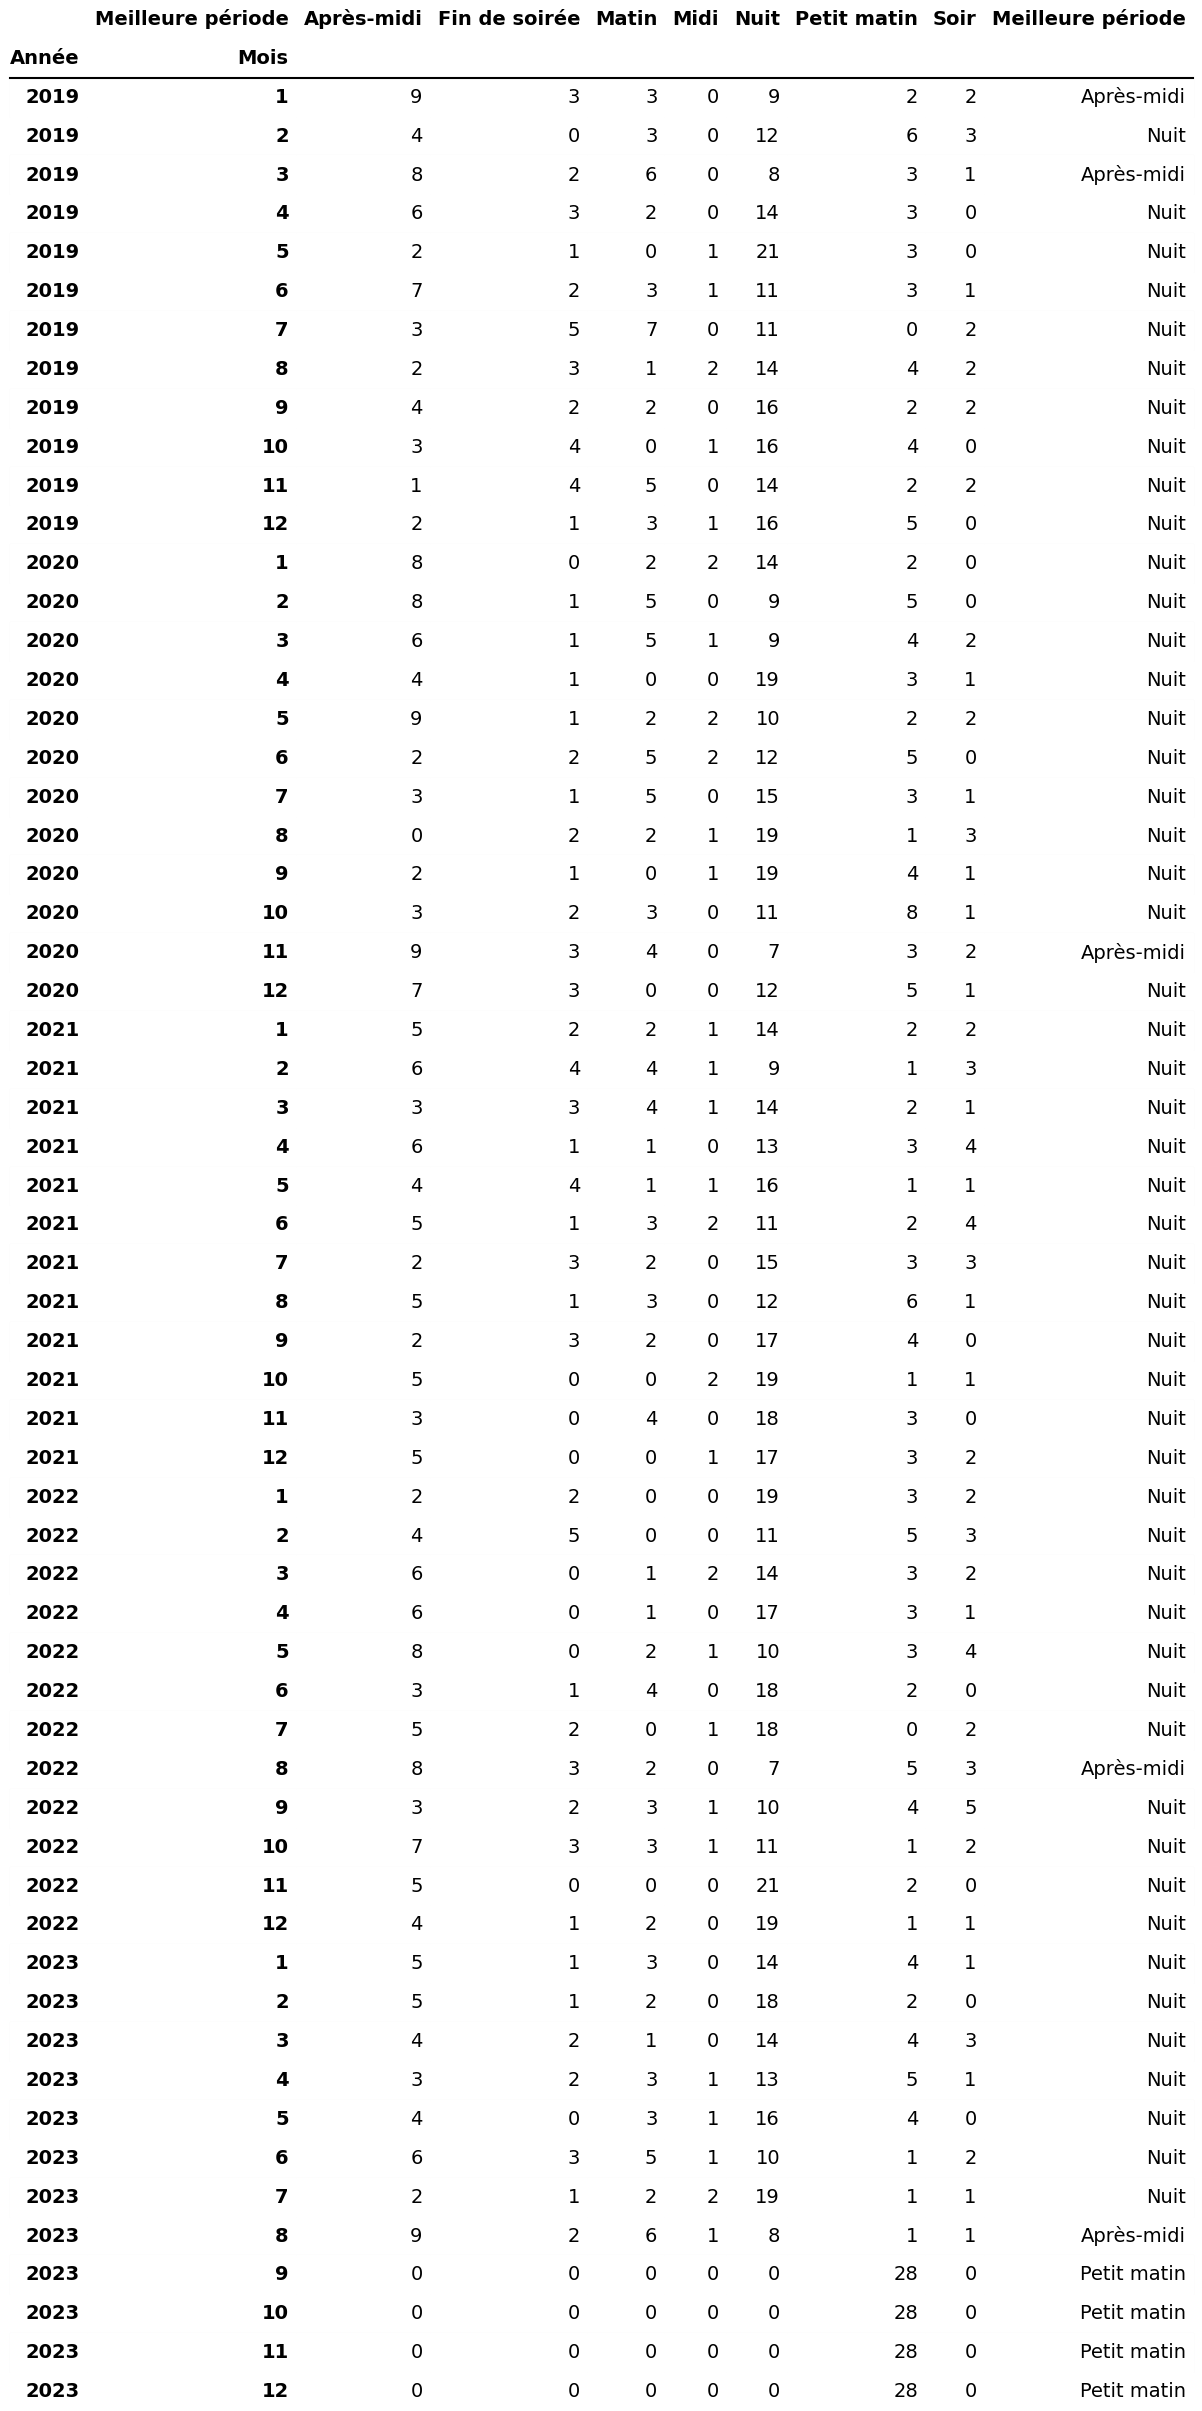 Meilleure période Après-midi Fin de soirée Matin Midi Nuit Petit matin Soir Meilleure période
Année Mois
2019 1 9 3 3 0 9 2 2 Après-midi
2019 2 4 0 3 0 12 6 3 Nuit
2019 3 8 2 6 0 8 3 1 Après-midi
2019 4 6 3 2 0 14 3 0 Nuit
2019 5 2 1 0 1 21 3 0 Nuit
2019 6 7 2 3 1 11 3 1 Nuit
2019 7 3 5 7 0 11 0 2 Nuit
2019 8 2 3 1 2 14 4 2 Nuit
2019 9 4 2 2 0 16 2 2 Nuit
2019 10 3 4 0 1 16 4 0 Nuit
2019 11 1 4 5 0 14 2 2 Nuit
2019 12 2 1 3 1 16 5 0 Nuit
2020 1 8 0 2 2 14 2 0 Nuit
2020 2 8 1 5 0 9 5 0 Nuit
2020 3 6 1 5 1 9 4 2 Nuit
2020 4 4 1 0 0 19 3 1 Nuit
2020 5 9 1 2 2 10 2 2 Nuit
2020 6 2 2 5 2 12 5 0 Nuit
2020 7 3 1 5 0 15 3 1 Nuit
2020 8 0 2 2 1 19 1 3 Nuit
2020 9 2 1 0 1 19 4 1 Nuit
2020 10 3 2 3 0 11 8 1 Nuit
2020 11 9 3 4 0 7 3 2 Après-midi
2020 12 7 3 0 0 12 5 1 Nuit
2021 1 5 2 2 1 14 2 2 Nuit
2021 2 6 4 4 1 9 1 3 Nuit
2021 3 3 3 4 1 14 2 1 Nuit
2021 4 6 1 1 0 13 3 4 Nuit
2021 5 4 4 1 1 16 1 1 Nuit
2021 6 5 1 3 2 11 2 4 Nuit
2021 7 2 3 2 0 15 3 3 Nuit
2021 8 5 1 3 0 12 6 1 Nuit
2021 9 2 3 2 0 17 4 0 Nuit
2021 10 5 0 0 2 19 1 1 Nuit
2021 11 3 0 4 0 18 3 0 Nuit
2021 12 5 0 0 1 17 3 2 Nuit
2022 1 2 2 0 0 19 3 2 Nuit
2022 2 4 5 0 0 11 5 3 Nuit
2022 3 6 0 1 2 14 3 2 Nuit
2022 4 6 0 1 0 17 3 1 Nuit
2022 5 8 0 2 1 10 3 4 Nuit
2022 6 3 1 4 0 18 2 0 Nuit
2022 7 5 2 0 1 18 0 2 Nuit
2022 8 8 3 2 0 7 5 3 Après-midi
2022 9 3 2 3 1 10 4 5 Nuit
2022 10 7 3 3 1 11 1 2 Nuit
2022 11 5 0 0 0 21 2 0 Nuit
2022 12 4 1 2 0 19 1 1 Nuit
2023 1 5 1 3 0 14 4 1 Nuit
2023 2 5 1 2 0 18 2 0 Nuit
2023 3 4 2 1 0 14 4 3 Nuit
2023 4 3 2 3 1 13 5 1 Nuit
2023 5 4 0 3 1 16 4 0 Nuit
2023 6 6 3 5 1 10 1 2 Nuit
2023 7 2 1 2 2 19 1 1 Nuit
2023 8 9 2 6 1 8 1 1 Après-midi
2023 9 0 0 0 0 0 28 0 Petit matin
2023 10 0 0 0 0 0 28 0 Petit matin
2023 11 0 0 0 0 0 28 0 Petit matin
2023 12 0 0 0 0 0 28 0 Petit matin